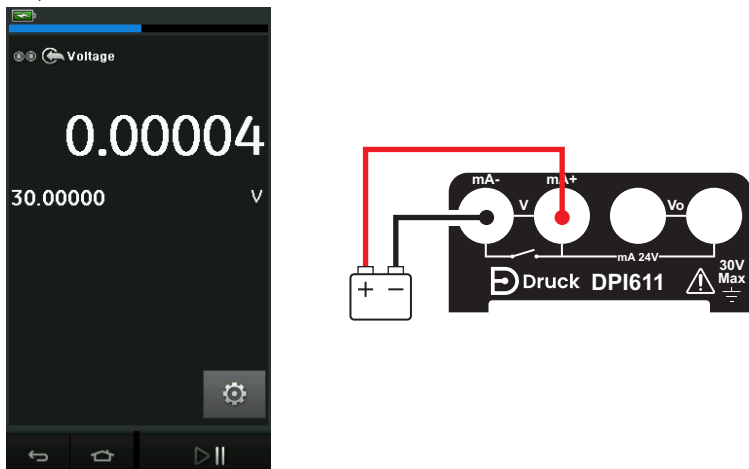 Voltage
0.00004
30.00000 V
mA- mA+
V Vo
mA 24V
30V
Max
Druck DPI611
+ −